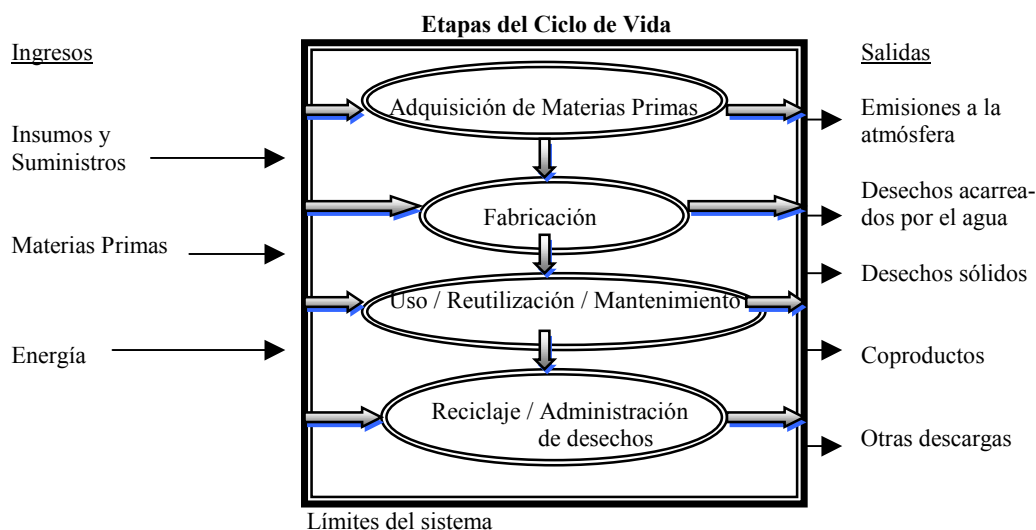 Etapas del Ciclo de Vida
Ingresos
Insumos y
Suministros
Materias Primas
Energía
Adquisición de Materias Primas
Fabricación
Uso / Reutilización / Mantenimiento
Reciclaje / Administración
de desechos
Salidas
Emisiones a la
atmósfera
Desechos acarrea-
dos por el agua
Desechos sólidos
Coproductos
Otras descargas
Límites del sistema